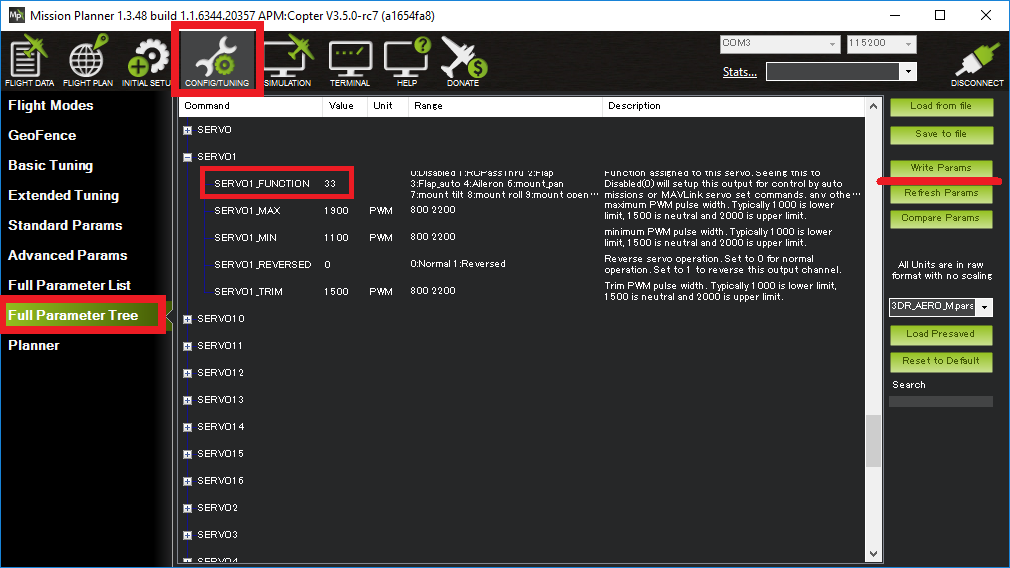 Mission Planner 1.3.48 build 1.1.6344.20357 APM:Copter V3.5.0-rc7 (a1654fa8)
FLIGHT DATA
FLIGHT PLAN
INITIAL SETU
CONFIG/TUNING
SIMULATION
TERMINAL
HELP
DONATE
COM3
115200
Stats...
DISCONNECT
Flight Modes
GeoFence
Basic Tuning
Extended Tuning
Standard Params
Advanced Params
Full Parameter List
Full Parameter Tree
Planner
Command Value Unit Range Description
SERVO
SERVO1
SERVO1_FUNCTION 33
0:Disabled 1:RCPassThru 2:Flap
3:Flap_auto 4:Aileron 6:mount_pan
7:mount tilt 8:mount roll 9:mount open ...
Function assigned to this servo. Seeing this to
Disabled(0) will setup this output for control by auto
missions or MAVLink servo set commands. any othe ...
SERVO1_MAX 1900 PWM 800 2200
maximum PWM pulse width. Typically 1000 is lower
limit, 1500 is neutral and 2000 is upper limit.
SERVO1_MIN 1100 PWM 800 2200
minimum PWM pulse width. Typically 1000 is lower
limit, 1500 is neutral and 2000 is upper limit.
SERVO1_REVERSED 0 0:Normal 1:Reversed
Reverse servo operation. Set to 0 for normal
operation. Set to 1 to reverse this output channel.
SERVO1_TRIM 1500 PWM 800 2200
Trim PWM pulse width. Typically 1000 is lower limit,
1500 is neutral and 2000 is upper limit.
SERVO10
SERVO11
SERVO12
SERVO13
SERVO14
SERVO15
SERVO16
SERVO2
SERVO3
SERVO4
Load from file
Save to file
Write Params
Refresh Params
Compare Params
All Units are in raw
format with no scaling
3DR_AERO_M.para
Load Presaved
Reset to Default
Search